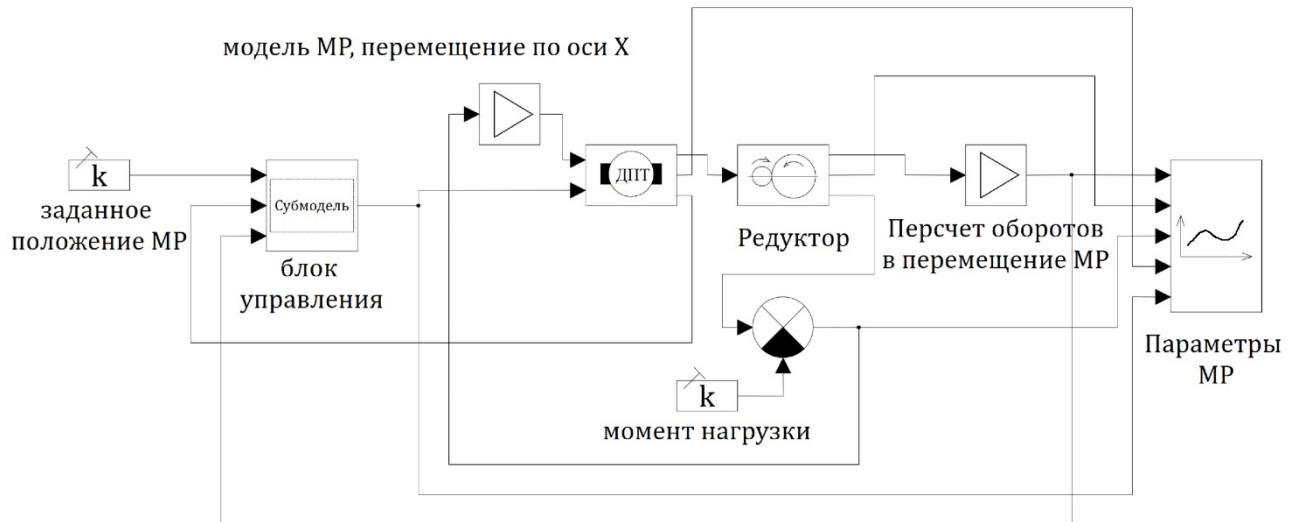 модель МР, перемещение по оси X
k
заданное
положение МР
Субмодель
блок
управления
ДПТ
Редуктор
Персчет оборотов
в перемещение МР
k
момент нагрузки
Параметры
МР